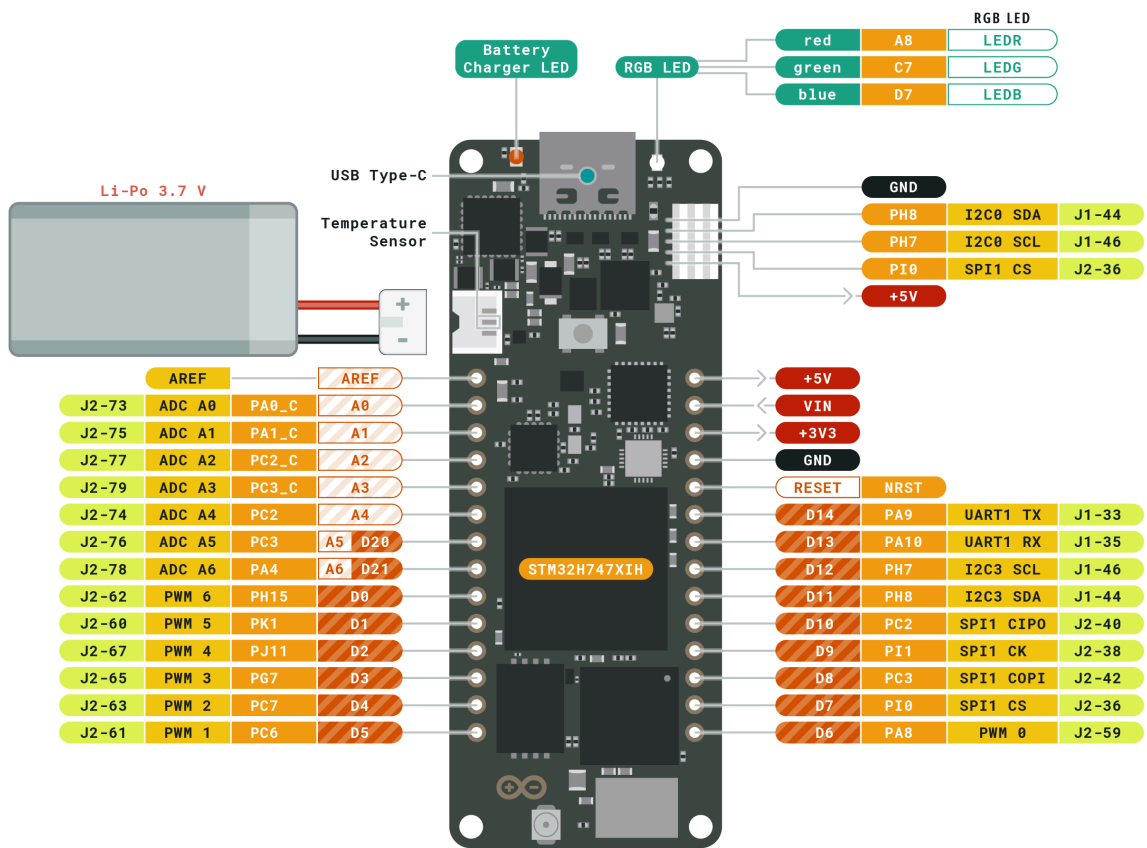 RGB LED
Battery
Charger LED
RGB LED
red A8 LEDR
green C7 LEDG
blue D7 LEDB
USB Type-C
Li-Po 3.7 V
Temperature
Sensor
+
-
GND
PH8 I2C0 SDA J1-44
PH7 I2C0 SCL J1-46
PI0 SPI1 CS J2-36
+5V
AREF AREF
J2-73 ADC A0 PA0_C A0
J2-75 ADC A1 PA1_C A1
J2-77 ADC A2 PC2_C A2
J2-79 ADC A3 PC3_C A3
J2-74 ADC A4 PC2 A4
J2-76 ADC A5 PC3 A5 D20
J2-78 ADC A6 PA4 A6 D21
J2-62 PWM 6 PH15 D0
J2-60 PWM 5 PK1 D1
J2-67 PWM 4 PJ11 D2
J2-65 PWM 3 PG7 D3
J2-63 PWM 2 PC7 D4
J2-61 PWM 1 PC6 D5
STM32H747XIH
+5V
VIN
+3V3
GND
RESET NRST
D14 PA9 UART1 TX J1-33
D13 PA10 UART1 RX J1-35
D12 PH7 I2C3 SCL J1-46
D11 PH8 I2C3 SDA J1-44
D10 PC2 SPI1 CIPO J2-40
D9 PI1 SPI1 CK J2-38
D8 PC3 SPI1 COPI J2-42
D7 PI0 SPI1 CS J2-36
D6 PA8 PWM 0 J2-59